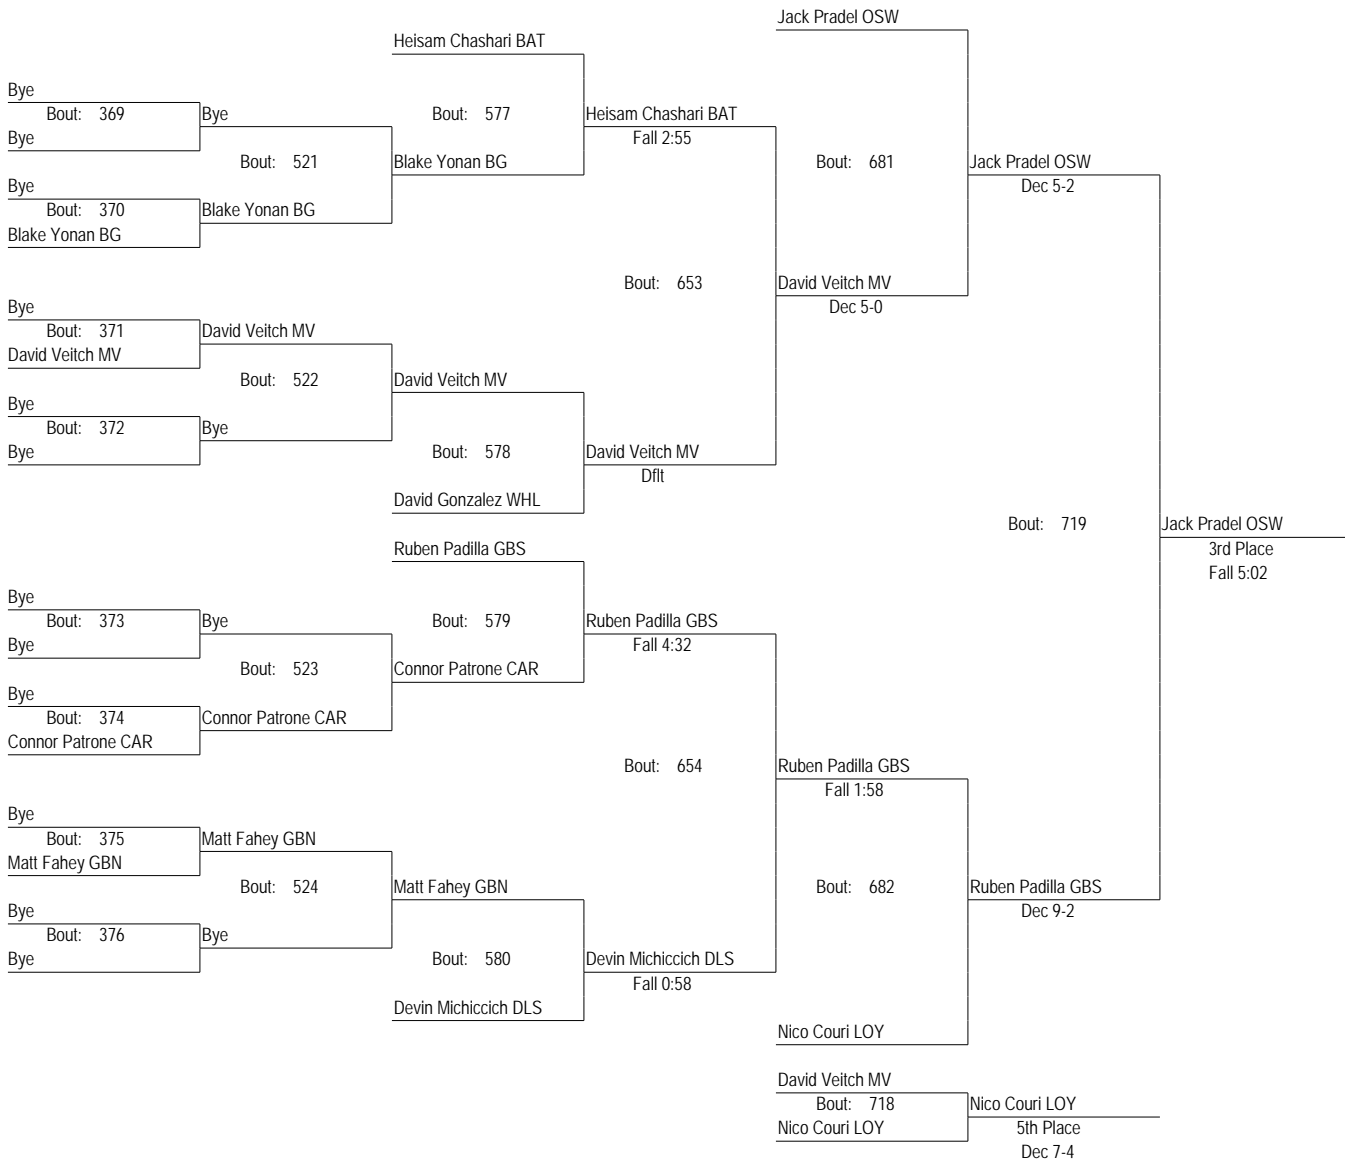 Jack Pradel OSW
Heisam Chashari BAT
Bye
Bout: 369
Bye
Bout: 577
Heisam Chashari BAT
Bye
Fall 2:55
Bout: 521
Blake Yonan BG
Bout: 681
Jack Pradel OSW
Bye
Dec 5-2
Bout: 370
Blake Yonan BG
Blake Yonan BG
Bout: 653
David Veitch MV
Bye
Dec 5-0
Bout: 371
David Veitch MV
David Veitch MV
Bout: 522
David Veitch MV
Bye
Bout: 372
Bye
Bye
Bout: 578
David Veitch MV
Dflt
David Gonzalez WHL
Bout: 719
Jack Pradel OSW
3rd Place
Fall 5:02
Ruben Padilla GBS
Bye
Bout: 373
Bye
Bout: 579
Ruben Padilla GBS
Bye
Fall 4:32
Bout: 523
Connor Patrone CAR
Bye
Bout: 374
Connor Patrone CAR
Connor Patrone CAR
Bout: 654
Ruben Padilla GBS
Fall 1:58
Bye
Bout: 375
Matt Fahey GBN
Matt Fahey GBN
Bout: 524
Matt Fahey GBN
Bout: 682
Ruben Padilla GBS
Dec 9-2
Bye
Bout: 376
Bye
Bye
Bout: 580
Devin Michiccich DLS
Fall 0:58
Devin Michiccich DLS
Nico Couri LOY
David Veitch MV
Bout: 718
Nico Couri LOY
Nico Couri LOY
5th Place
Dec 7-4